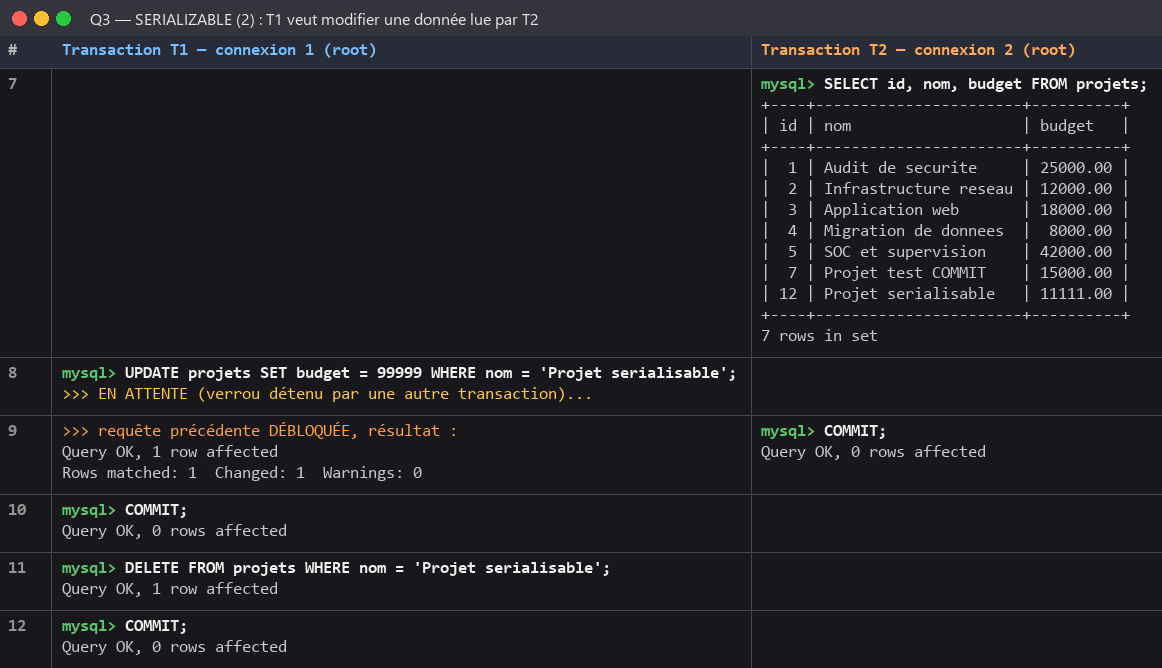 Q3 — SERIALIZABLE (2) : T1 veut modifier une donnée lue par T2
# Transaction T1 — connexion 1 (root) Transaction T2 — connexion 2 (root)
7 mysql> SELECT id, nom, budget FROM projets;
+----+-----------------------+----------+
| id | nom                   | budget   |
+----+-----------------------+----------+
|  1 | Audit de securite     | 25000.00 |
|  2 | Infrastructure reseau | 12000.00 |
|  3 | Application web       | 18000.00 |
|  4 | Migration de donnees  |  8000.00 |
|  5 | SOC et supervision    | 42000.00 |
|  7 | Projet test COMMIT    | 15000.00 |
| 12 | Projet serialisable   | 11111.00 |
+----+-----------------------+----------+
7 rows in set
8 mysql> UPDATE projets SET budget = 99999 WHERE nom = 'Projet serialisable';
>>> EN ATTENTE (verrou détenu par une autre transaction)...
9 >>> requête précédente DÉBLOQUÉE, résultat : mysql> COMMIT;
Query OK, 1 row affected Query OK, 0 rows affected
Rows matched: 1  Changed: 1  Warnings: 0
10 mysql> COMMIT;
Query OK, 0 rows affected
11 mysql> DELETE FROM projets WHERE nom = 'Projet serialisable';
Query OK, 1 row affected
12 mysql> COMMIT;
Query OK, 0 rows affected